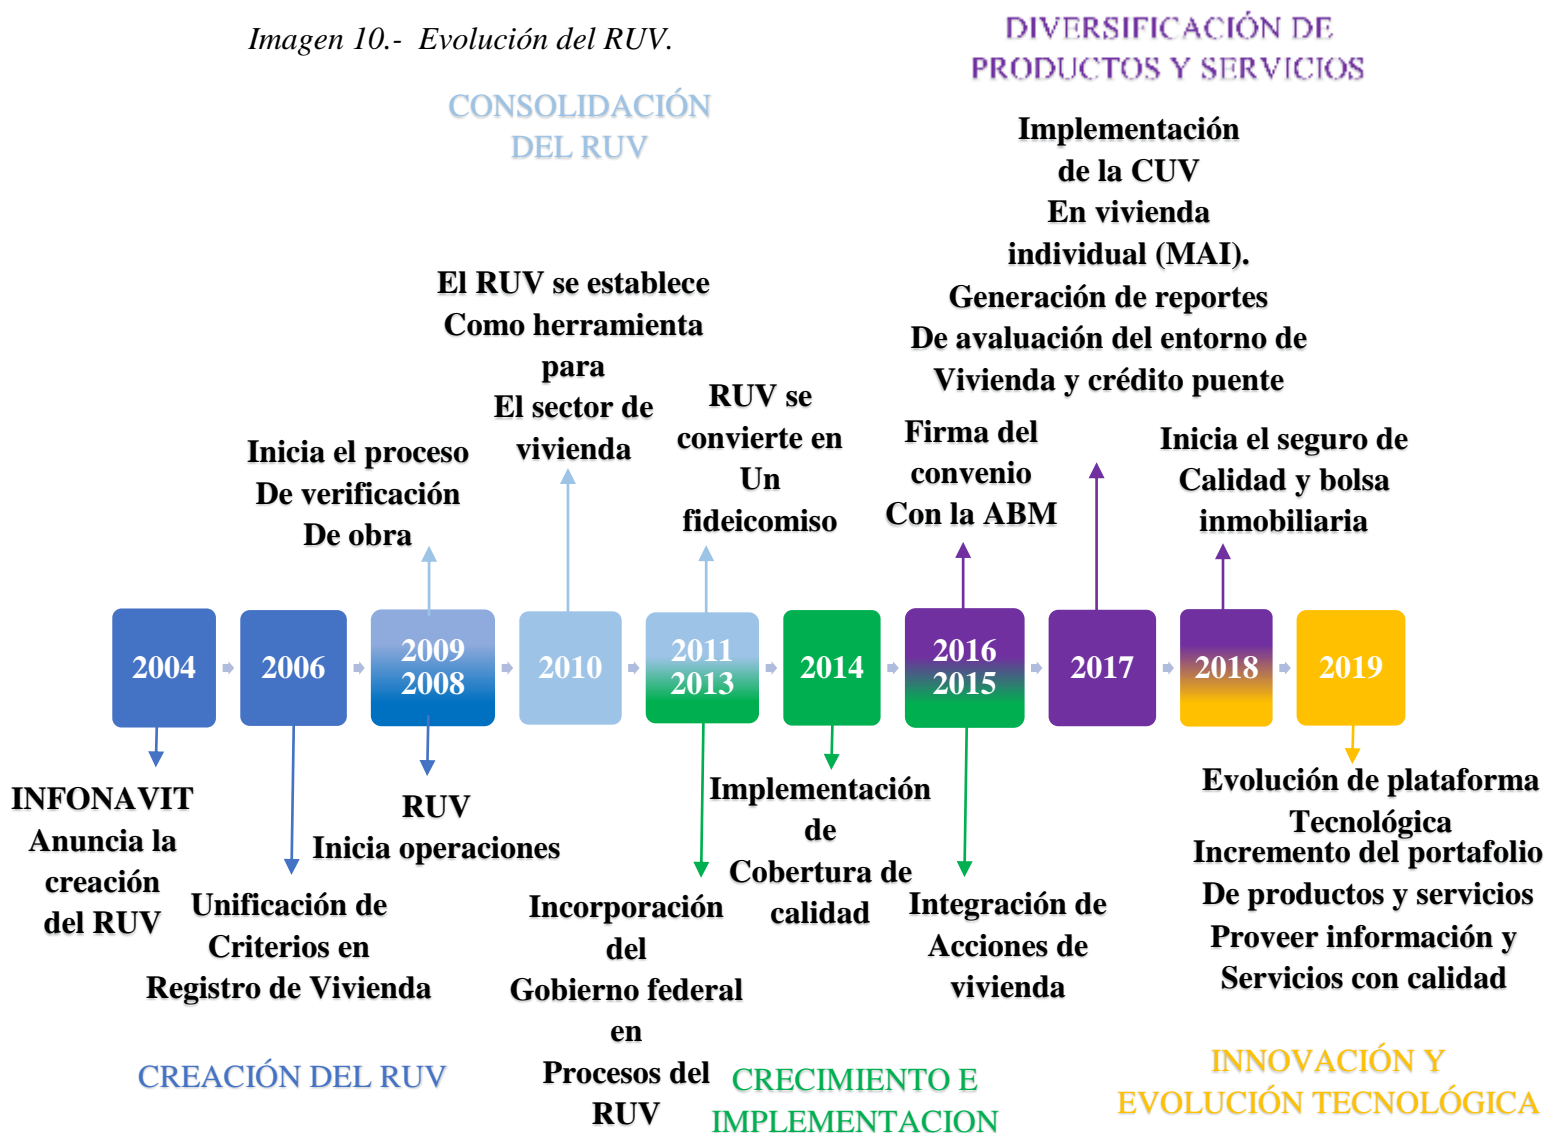 Imagen 10.- Evolución del RUV.
DIVERSIFICACIÓN DE
PRODUCTOS Y SERVICIOS
CONSOLIDACIÓN
DEL RUV
Inicia el proceso
De verificación
De obra
El RUV se establece
Como herramienta
para
El sector de
vivienda
RUV se
convierte en
Un
fideicomiso
Firma del
convenio
Con la ABM
Implementación
de la CUV
En vivienda
individual (MAI).
Generación de reportes
De avaluación del entorno de
Vivienda y crédito puente
Inicia el seguro de
Calidad y bolsa
inmobiliaria
2004
2006
2009
2008
2010
2011
2013
2014
2016
2015
2017
2018
2019
INFONAVIT
Anuncia la
creación
del RUV
Unificación de
Criterios en
Registro de Vivienda
RUV
Inicia operaciones
Incorporación
del
Gobierno federal
en
Procesos del
RUV
Implementación
de
Cobertura de
calidad
Integración de
Acciones de
vivienda
Evolución de plataforma
Tecnológica
Incremento del portafolio
De productos y servicios
Proveer información y
Servicios con calidad
CREACIÓN DEL RUV
CRECIMIENTO E
IMPLEMENTACION
INNOVACIÓN Y
EVOLUCIÓN TECNOLÓGICA